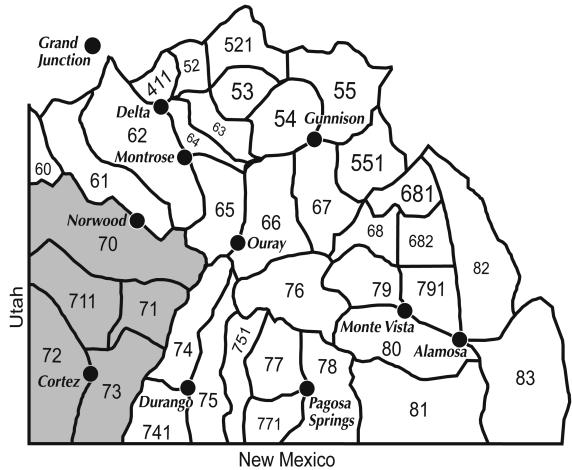 Grand
Junction
521
52
411
53
55
Delta
54
Gunnison
62
63
64
Montrose
551
60
61
681
65
66
67
Norwood
68
682
70
Ouray
82
711
71
76
79
791
Utah
Monte Vista
751
72
74
77
78
80
Alamosa
Cortez
73
83
Durango
75
Pagosa
Springs
81
741
771
New Mexico